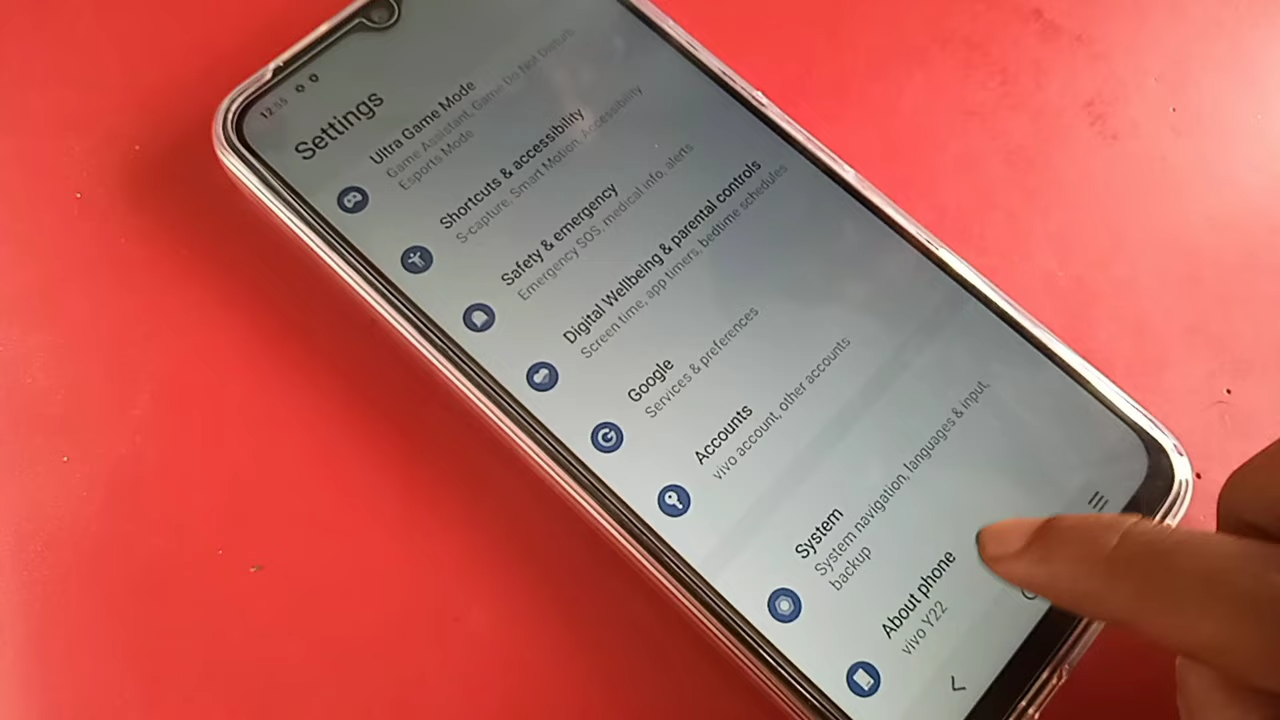 12:55
Settings
Ultra Game Mode
Game Assistant, Game Do Not Disturb
Esports Mode
Shortcuts & accessibility
S-capture, Smart Motion, Accessibility
Safety & emergency
Emergency SOS, medical info, alerts
Digital Wellbeing & parental controls
Screen time, app timers, bedtime schedules
Google
Services & preferences
Accounts
vivo account, other accounts
System
System navigation, languages & input,
backup
About phone
vivo Y22